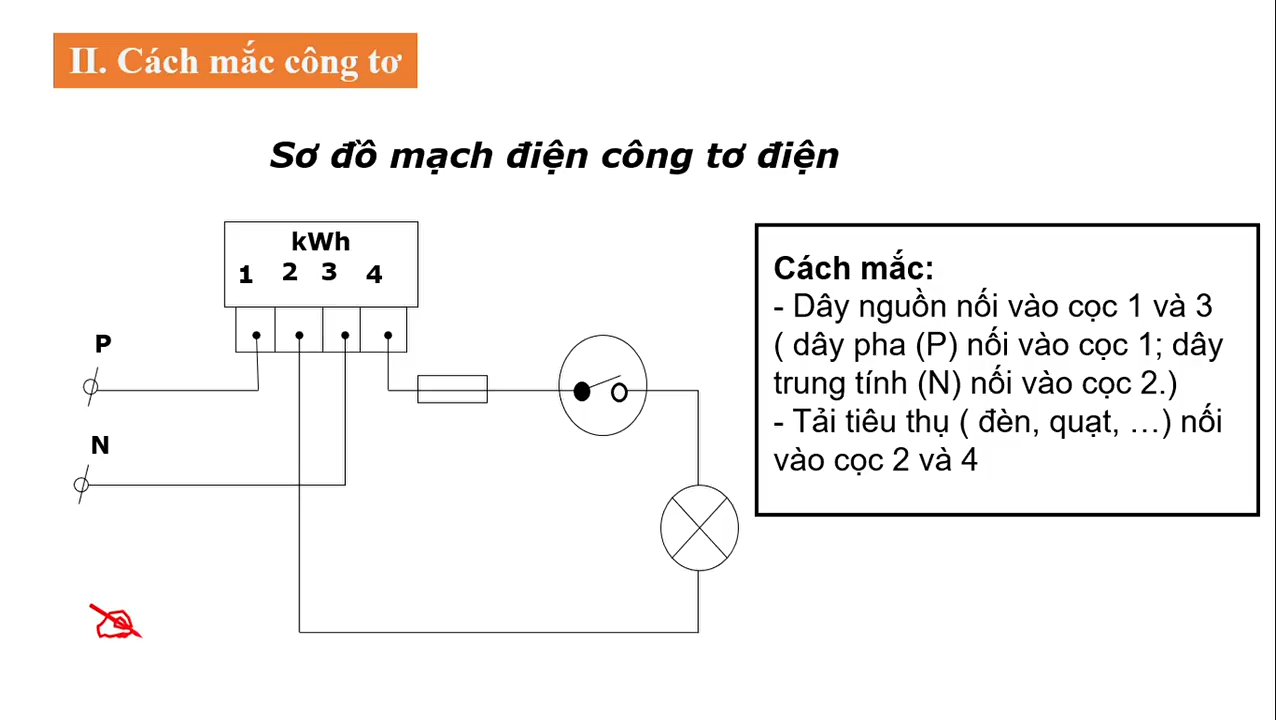 II. Cách mắc công tơ
Sơ đồ mạch điện công tơ điện
kWh
1 2 3 4
P
N
Cách mắc:
- Dây nguồn nối vào cọc 1 và 3
( dây pha (P) nối vào cọc 1; dây
trung tính (N) nối vào cọc 2.)
- Tải tiêu thụ ( đèn, quạt, …) nối
vào cọc 2 và 4